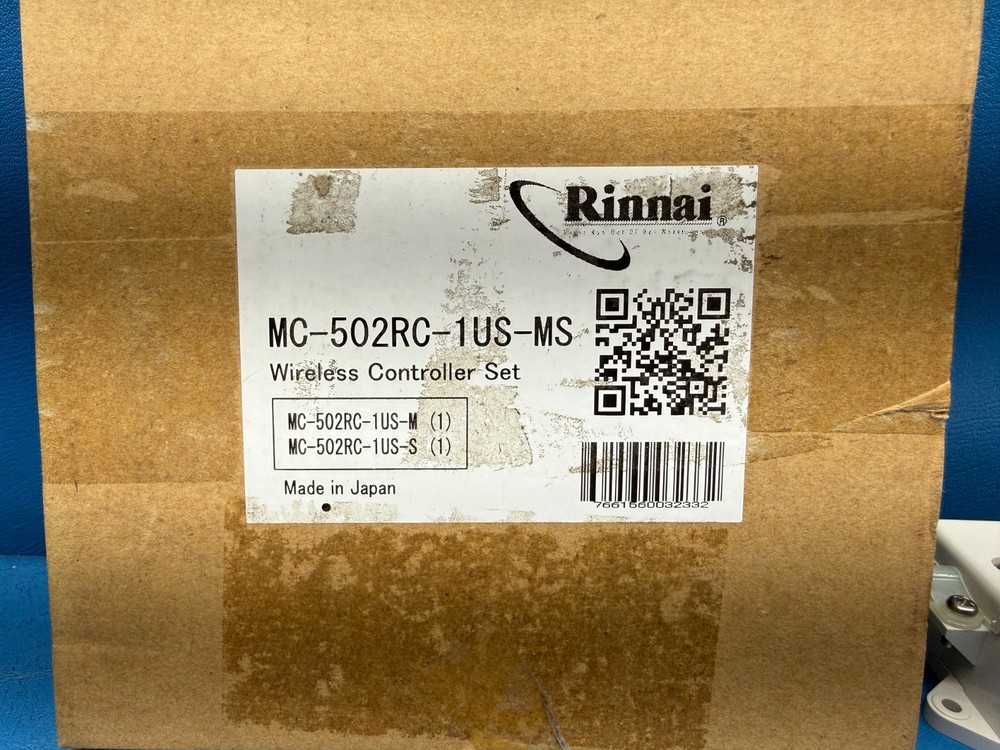 Rinnai®
MC-502RC-1US-MS
Wireless Controller Set
MC-502RC-1US-M (1)
MC-502RC-1US-S (1)
Made in Japan